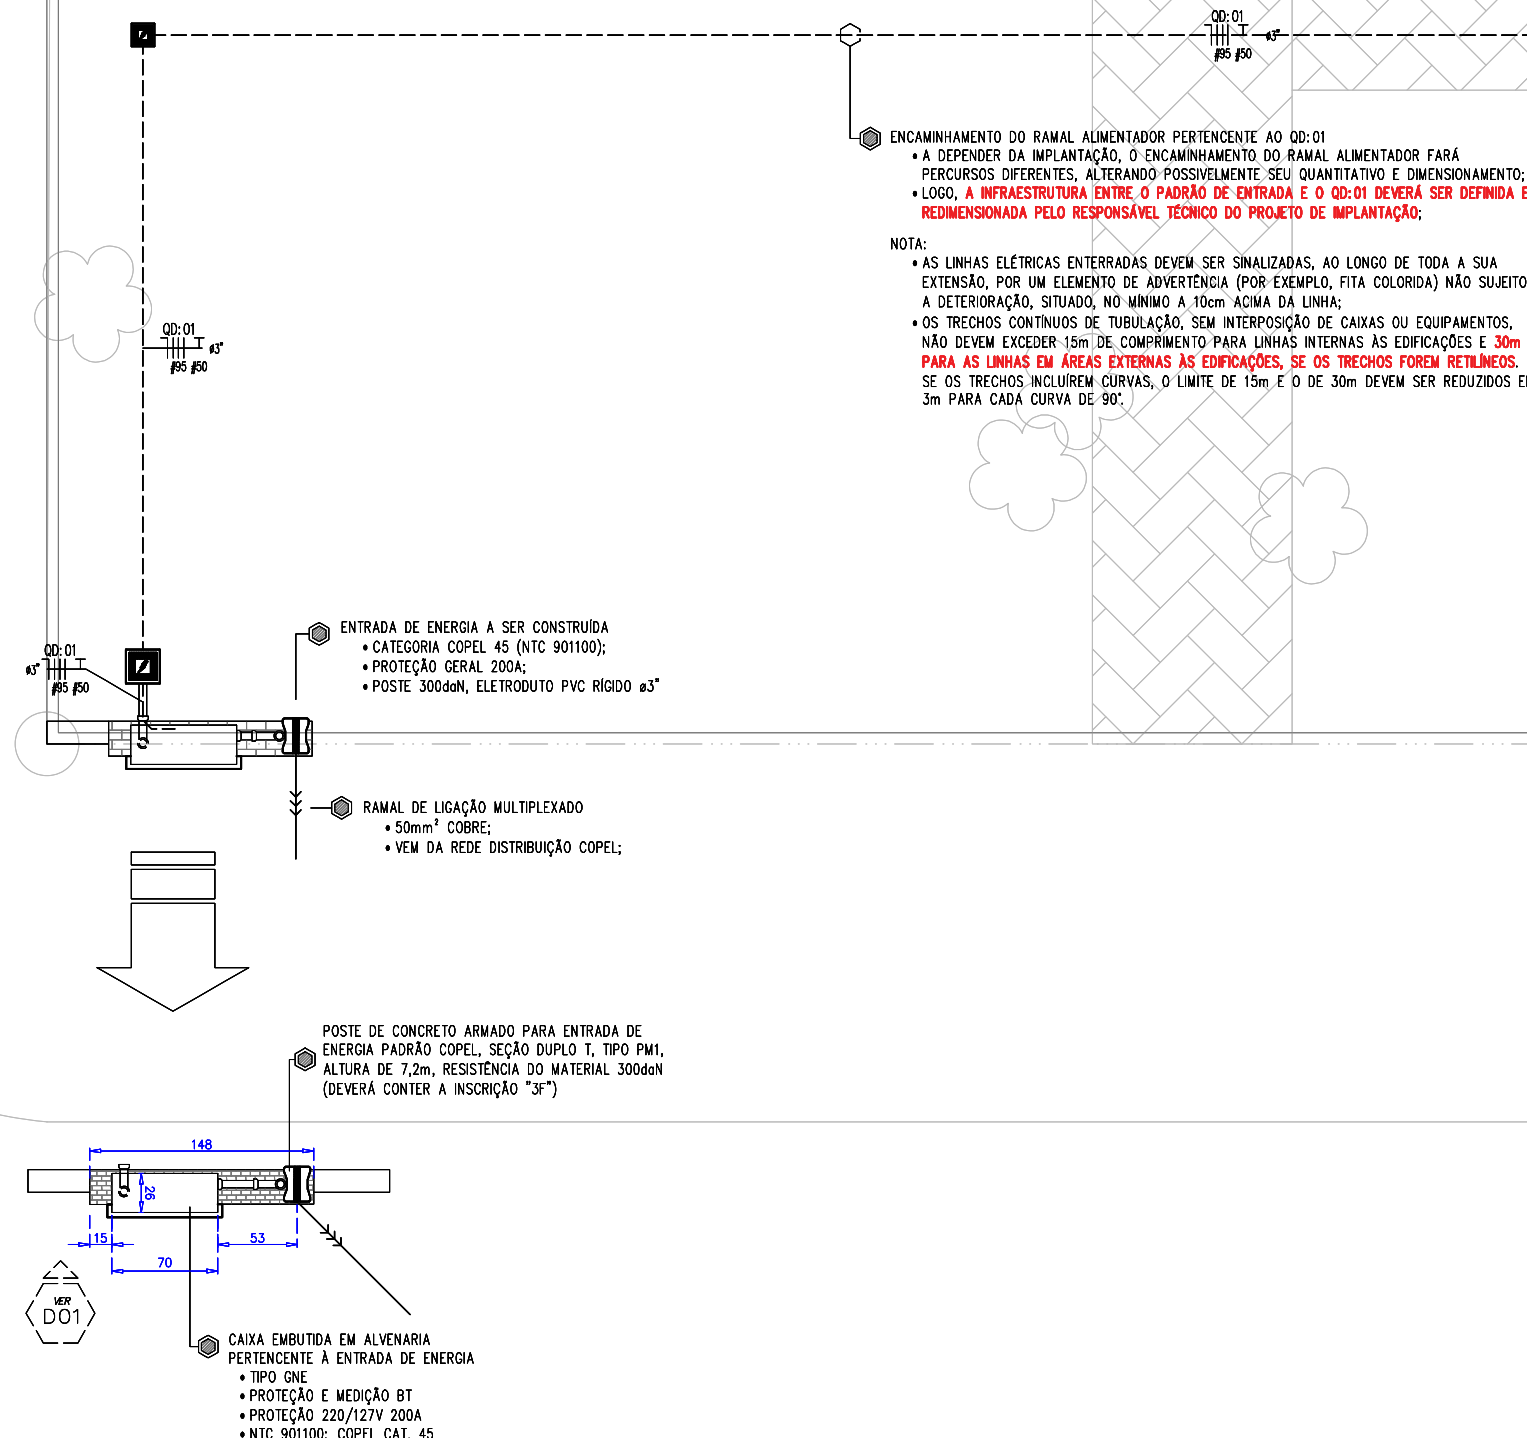 QD:01
ø3"
#95 #50
ENCAMINHAMENTO DO RAMAL ALIMENTADOR PERTENCENTE AO QD:01
• A DEPENDER DA IMPLANTAÇÃO, O ENCAMINHAMENTO DO RAMAL ALIMENTADOR FARÁ
PERCURSOS DIFERENTES, ALTERANDO POSSIVELMENTE SEU QUANTITATIVO E DIMENSIONAMENTO;
• LOGO, A INFRAESTRUTURA ENTRE O PADRÃO DE ENTRADA E O QD:01 DEVERÁ SER DEFINIDA E
REDIMENSIONADA PELO RESPONSÁVEL TÉCNICO DO PROJETO DE IMPLANTAÇÃO;
NOTA:
• AS LINHAS ELÉTRICAS ENTERRADAS DEVEM SER SINALIZADAS, AO LONGO DE TODA A SUA
EXTENSÃO, POR UM ELEMENTO DE ADVERTÊNCIA (POR EXEMPLO, FITA COLORIDA) NÃO SUJEITO
A DETERIORAÇÃO, SITUADO, NO MÍNIMO A 10cm ACIMA DA LINHA;
• OS TRECHOS CONTÍNUOS DE TUBULAÇÃO, SEM INTERPOSIÇÃO DE CAIXAS OU EQUIPAMENTOS,
NÃO DEVEM EXCEDER 15m DE COMPRIMENTO PARA LINHAS INTERNAS ÀS EDIFICAÇÕES E 30m
PARA AS LINHAS EM ÁREAS EXTERNAS ÀS EDIFICAÇÕES, SE OS TRECHOS FOREM RETILÍNEOS.
SE OS TRECHOS INCLUÍREM CURVAS, O LIMITE DE 15m E O DE 30m DEVEM SER REDUZIDOS
3m PARA CADA CURVA DE 90°.
QD:01
ø3"
#95 #50
ENTRADA DE ENERGIA A SER CONSTRUÍDA
• CATEGORIA COPEL 45 (NTC 901100);
• PROTEÇÃO GERAL 200A;
• POSTE 300daN, ELETRODUTO PVC RÍGIDO ø3"
QD:01
ø3"
#95 #50
RAMAL DE LIGAÇÃO MULTIPLEXADO
• 50mm² COBRE;
• VEM DA REDE DISTRIBUIÇÃO COPEL;
POSTE DE CONCRETO ARMADO PARA ENTRADA DE
ENERGIA PADRÃO COPEL, SEÇÃO DUPLO T, TIPO PM1,
ALTURA DE 7,2m, RESISTÊNCIA DO MATERIAL 300daN
(DEVERÁ CONTER A INSCRIÇÃO "3F")
148
26
15
53
70
VER
D01
CAIXA EMBUTIDA EM ALVENARIA
PERTENCENTE À ENTRADA DE ENERGIA
• TIPO GNE
• PROTEÇÃO E MEDIÇÃO BT
• PROTEÇÃO 220/127V 200A
• NTC 901100: COPEL CAT. 45